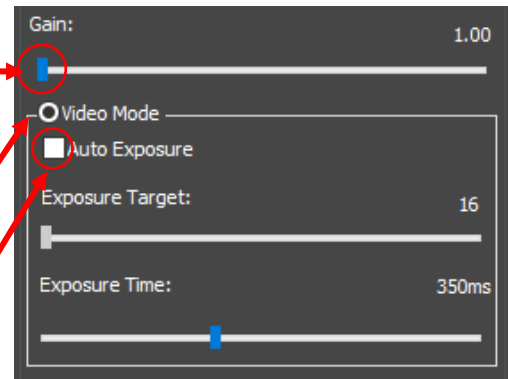 Gain:
1.00
Video Mode
Auto Exposure
Exposure Target:
16
Exposure Time:
350ms